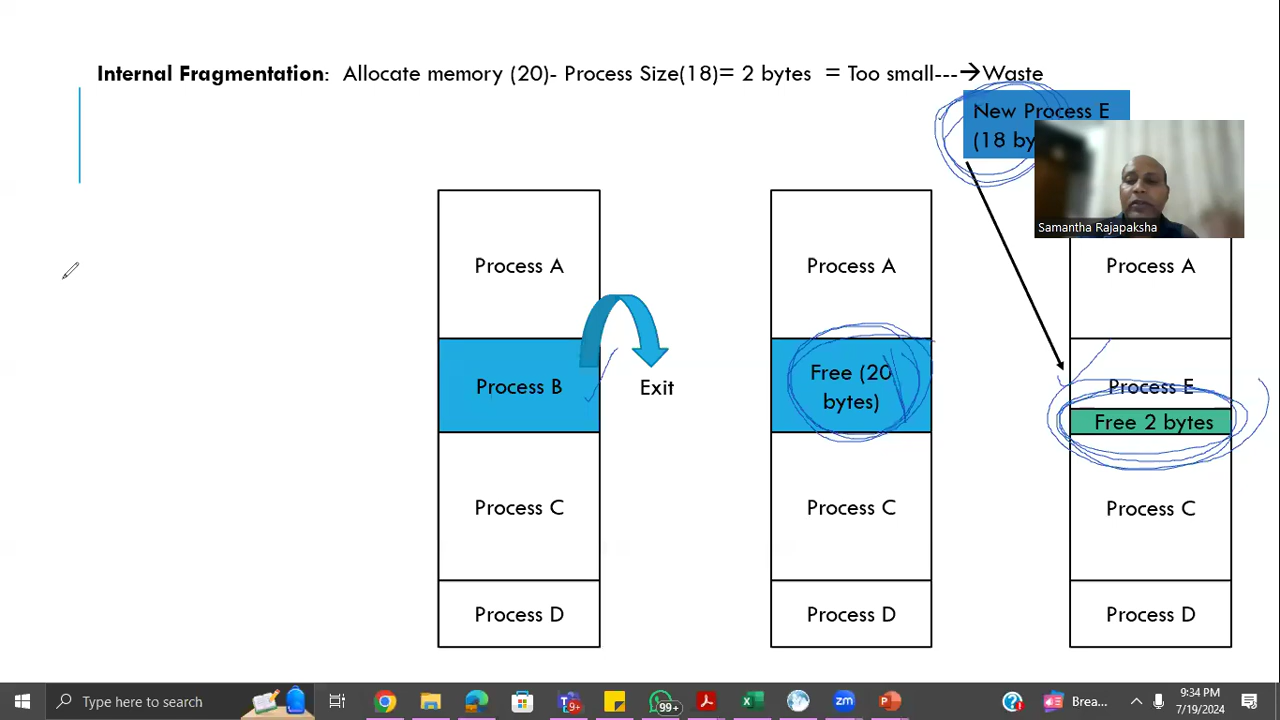 Internal Fragmentation: Allocate memory (20)- Process Size(18)= 2 bytes = Too small---→Waste
New Process E
(18 by
Samantha Rajapaksha
Process A
Process A
Process A
Process B
Exit
Free (20
bytes)
Process E
Free 2 bytes
Process C
Process C
Process C
Process D
Process D
Process D
Type here to search
9+
99+
Brea...
9:34 PM
7/19/2024